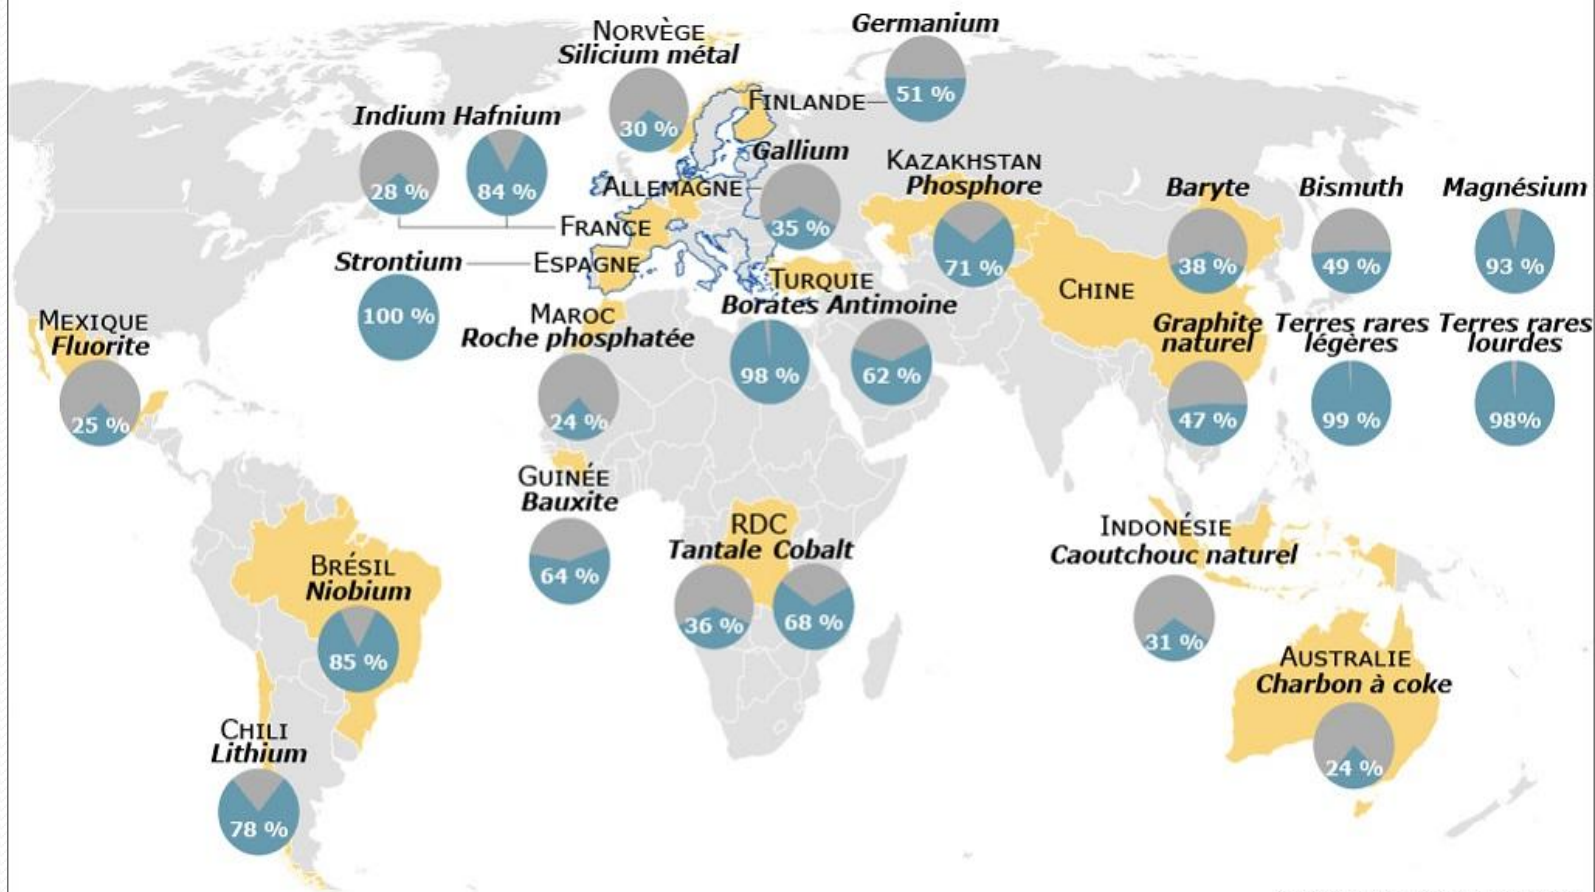 Germanium
51 %
FINLANDE
NORVÈGE
Silicium métal
30 %
Indium Hafnium
28 %
84 %
FRANCE
Gallium
ALLEMAGNE
35 %
KAZAKHSTAN
Phosphore
71 %
Baryte
38 %
Bismuth
49 %
Magnésium
93 %
Strontium
ESPAGNE
100 %
TURQUIE
Borates Antimoine
98 %
62 %
CHINE
Graphite
naturel
47 %
Terres rares
légères
99 %
Terres rares
lourdes
98%
MEXIQUE
Fluorite
25 %
MAROC
Roche phosphatée
24 %
GUINÉE
Bauxite
64 %
RDC
Tantale Cobalt
36 %
68 %
INDONÉSIE
Caoutchouc naturel
31 %
BRÉSIL
Niobium
85 %
AUSTRALIE
Charbon à coke
24 %
CHILI
Lithium
78 %